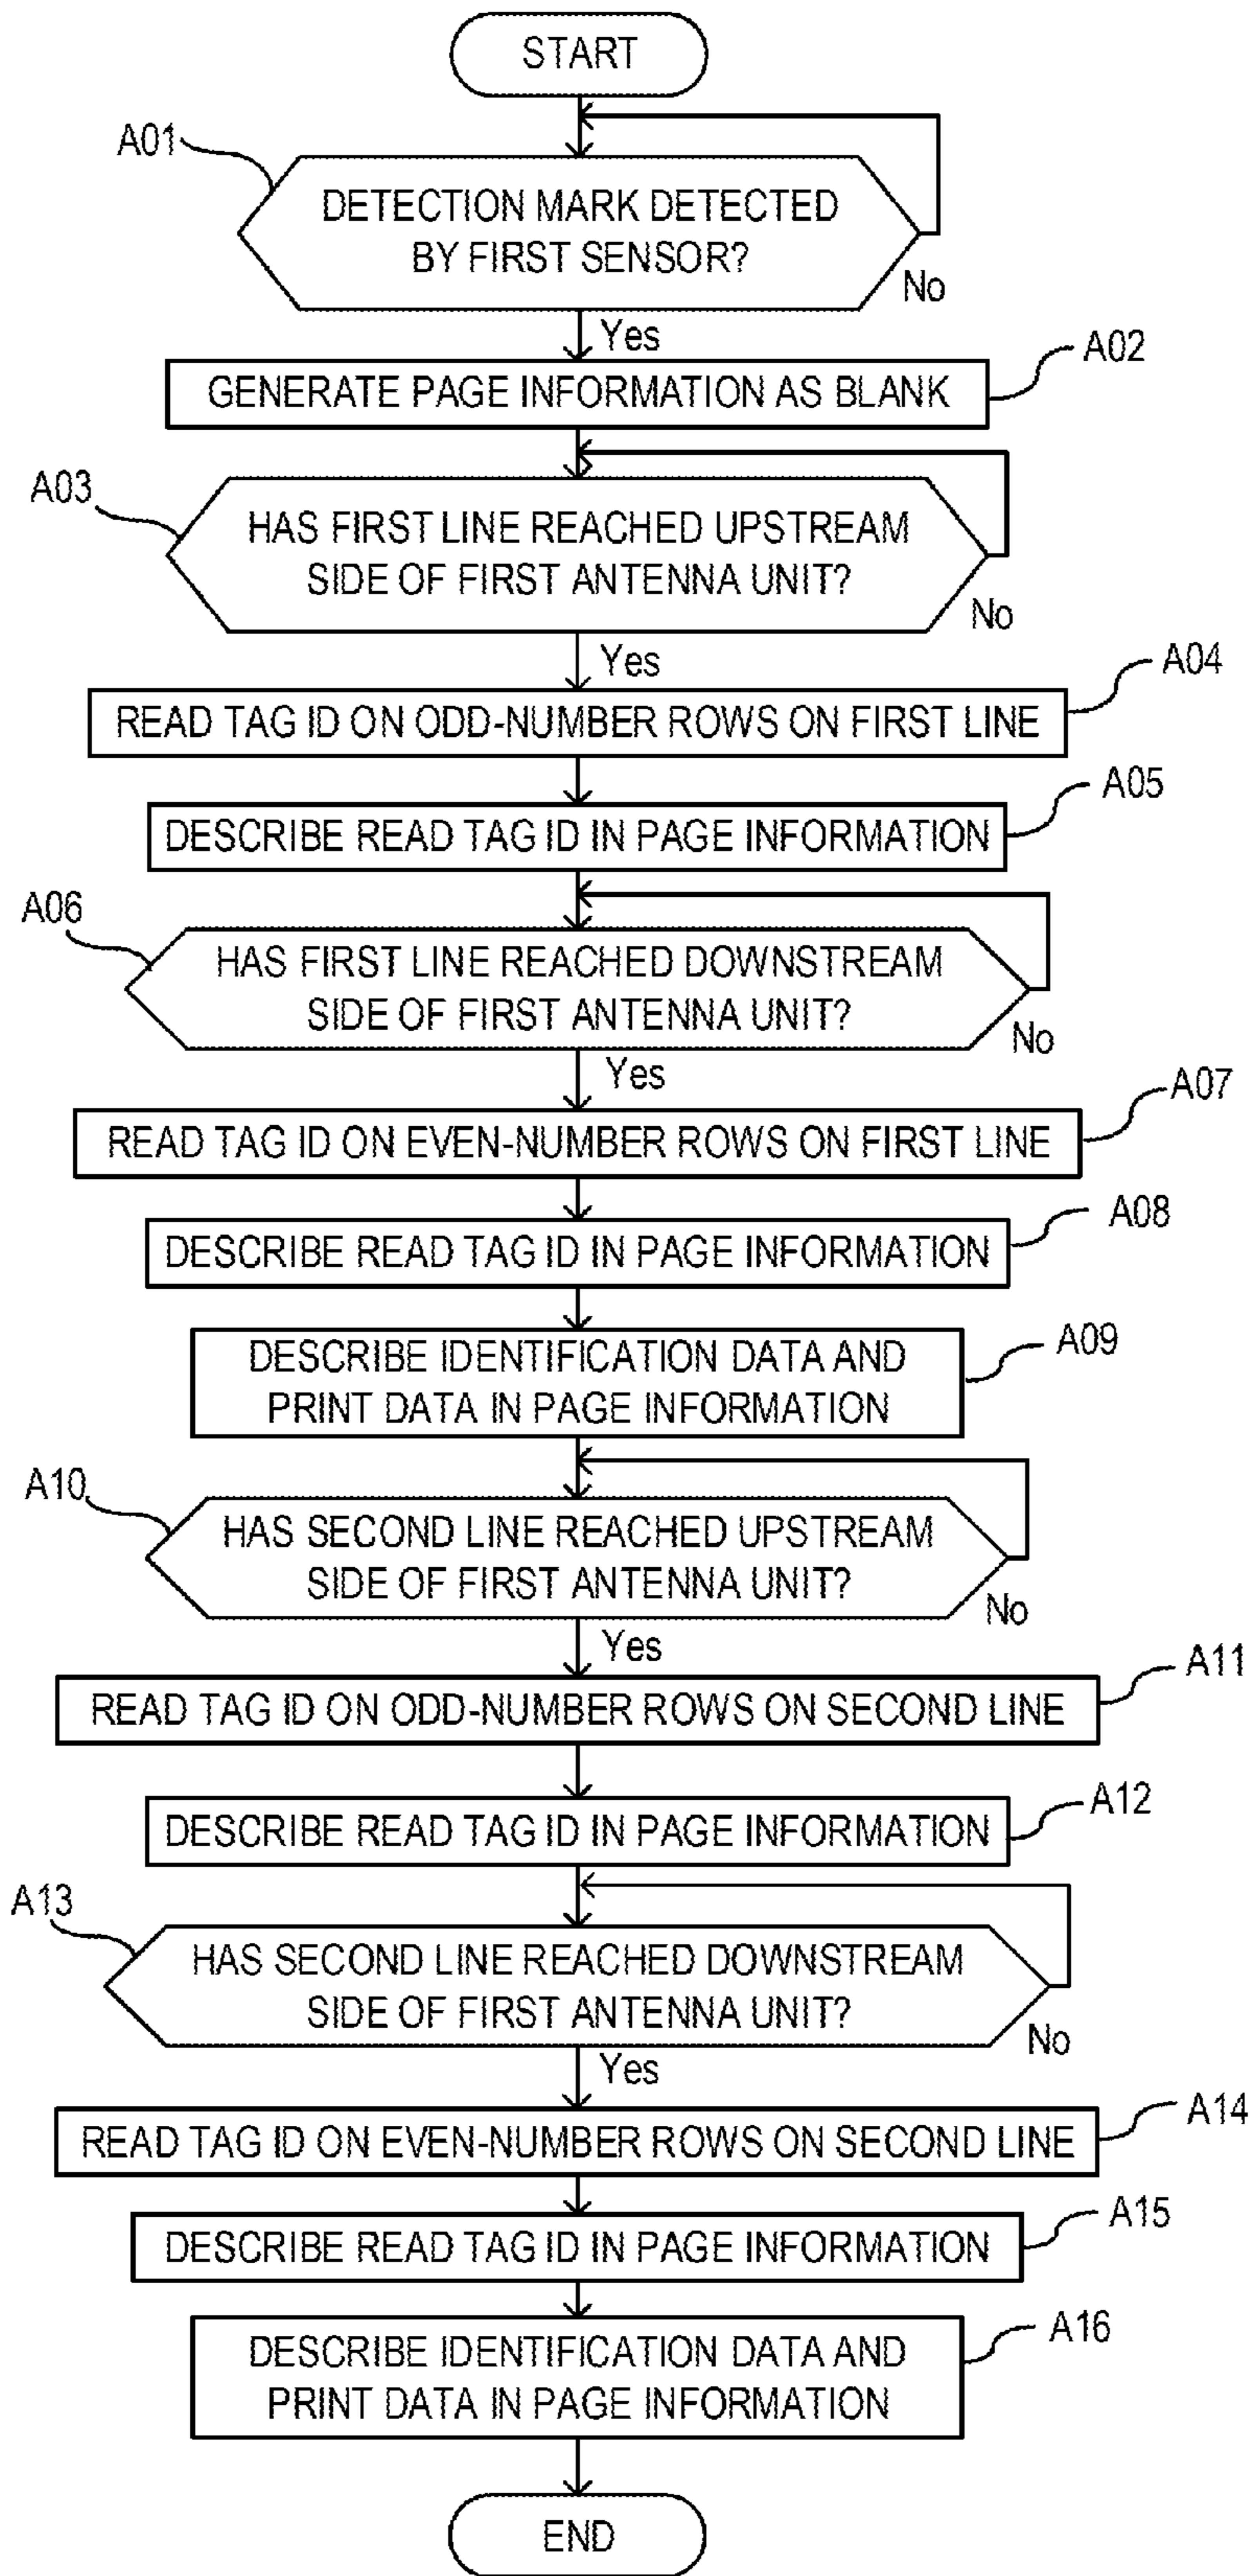 START
A01
DETECTION MARK DETECTED
BY FIRST SENSOR?
No
Yes
A02
GENERATE PAGE INFORMATION AS BLANK
A03
HAS FIRST LINE REACHED UPSTREAM
SIDE OF FIRST ANTENNA UNIT?
No
Yes
A04
READ TAG ID ON ODD-NUMBER ROWS ON FIRST LINE
A05
DESCRIBE READ TAG ID IN PAGE INFORMATION
A06
HAS FIRST LINE REACHED DOWNSTREAM
SIDE OF FIRST ANTENNA UNIT?
No
Yes
A07
READ TAG ID ON EVEN-NUMBER ROWS ON FIRST LINE
A08
DESCRIBE READ TAG ID IN PAGE INFORMATION
A09
DESCRIBE IDENTIFICATION DATA AND
PRINT DATA IN PAGE INFORMATION
A10
HAS SECOND LINE REACHED UPSTREAM
SIDE OF FIRST ANTENNA UNIT?
No
Yes
A11
READ TAG ID ON ODD-NUMBER ROWS ON SECOND LINE
A12
DESCRIBE READ TAG ID IN PAGE INFORMATION
A13
HAS SECOND LINE REACHED DOWNSTREAM
SIDE OF FIRST ANTENNA UNIT?
No
Yes
A14
READ TAG ID ON EVEN-NUMBER ROWS ON SECOND LINE
A15
DESCRIBE READ TAG ID IN PAGE INFORMATION
A16
DESCRIBE IDENTIFICATION DATA AND
PRINT DATA IN PAGE INFORMATION
END